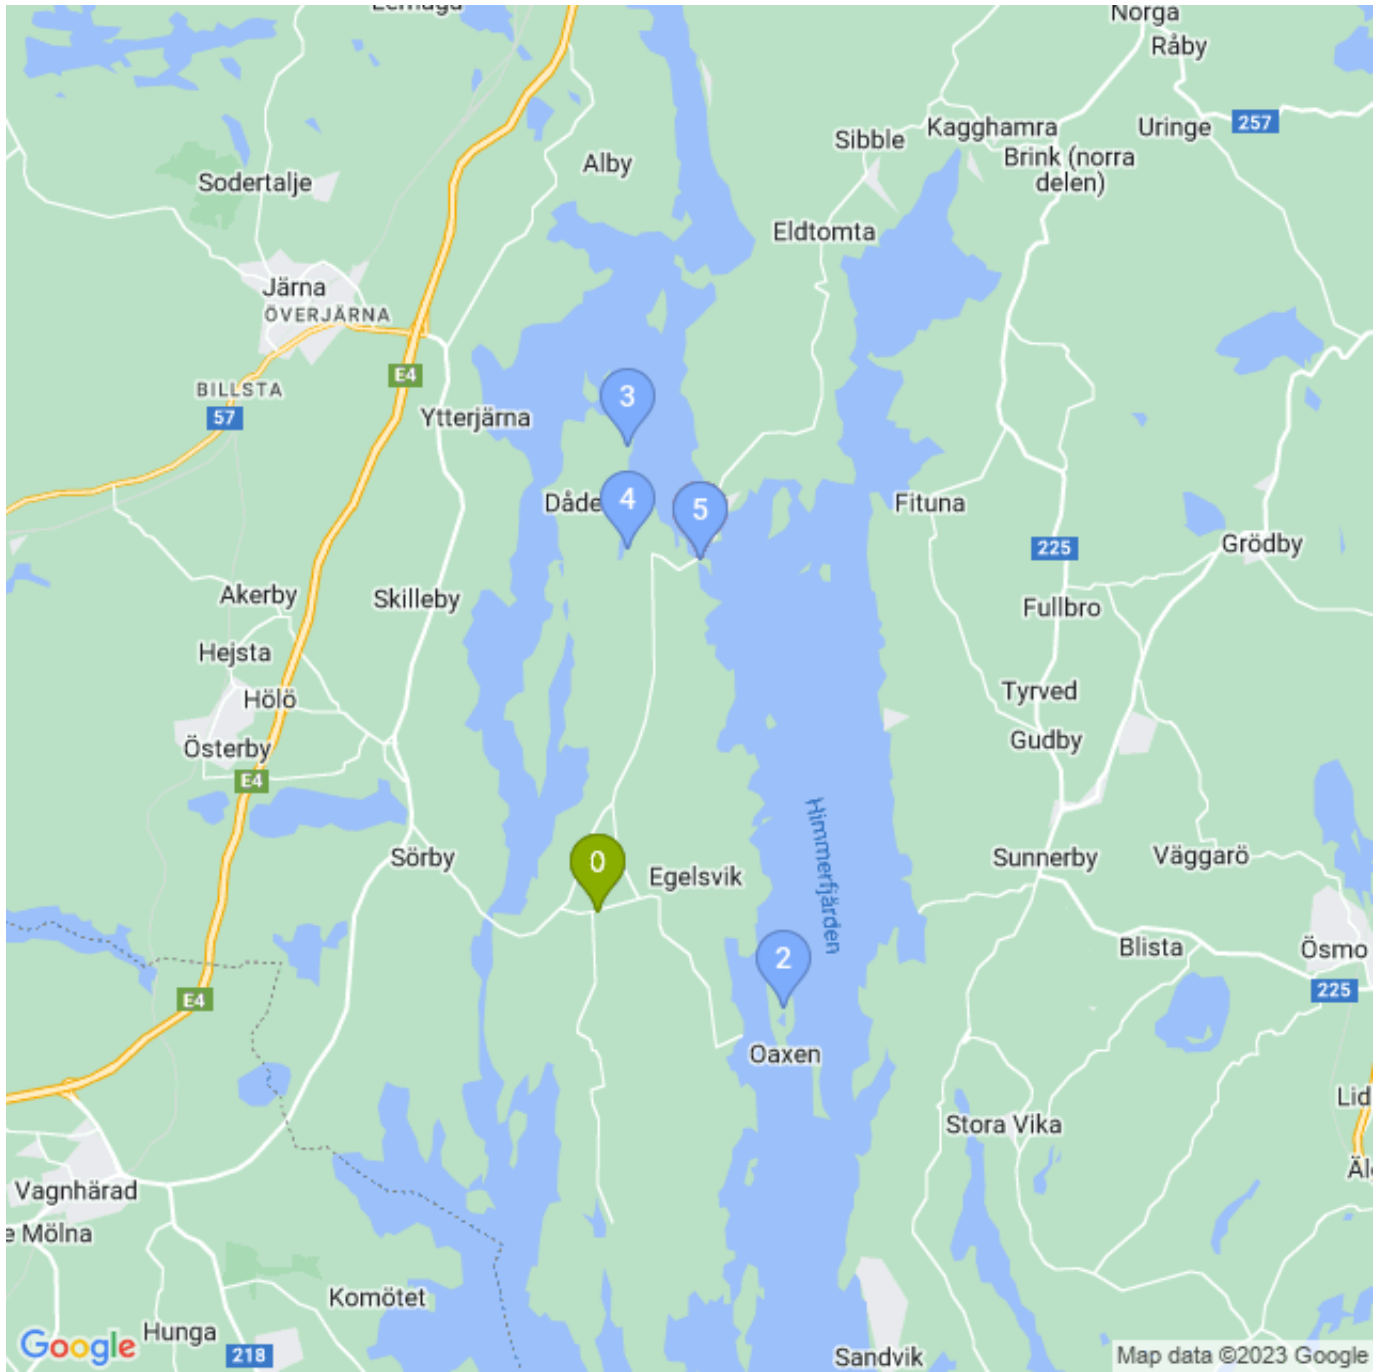 Norga
Råby
257
Kagghamra
Uringe
Sibble
Brink (norra
delen)
Alby
Sodertalje
Eldtomta
Järna
ÖVERJÄRNA
E4
BILLSTA
3
57
Ytterjärna
Dåde
4
5
Fituna
225
Grödby
Akerby
Skilleby
Fullbro
Hejsta
Tyrved
Hölö
Gudby
Österby
E4
Himmerfjärden
Sörby
0
Egelsvik
Sunnerby
Väggarö
Blista
Ösmo
2
E4
225
Oaxen
Lid
Stora Vika
Äl
Vagnhärad
e Mölna
Komötet
Hunga
Google
218
Sandvik
Map data ©2023 Google